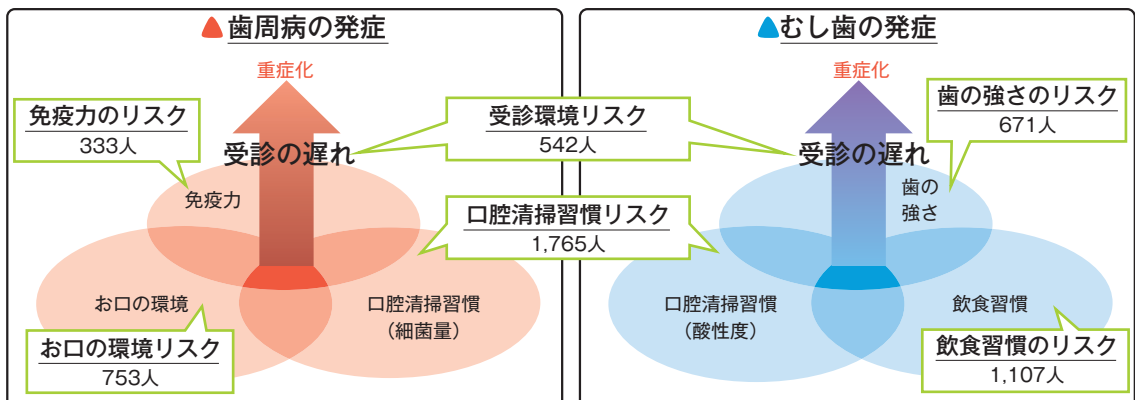 歯周病の発症
重症化
免疫力のリスク
333人
受診の遅れ
免疫力
お口の環境
口腔清掃習慣
（細菌量）
お口の環境リスク
753人
受診環境リスク
542人
口腔清掃習慣リスク
1,765人
むし歯の発症
重症化
歯の強さのリスク
671人
受診の遅れ
歯の
強さ
口腔清掃習慣
（酸性度）
飲食習慣
飲食習慣のリスク
1,107人